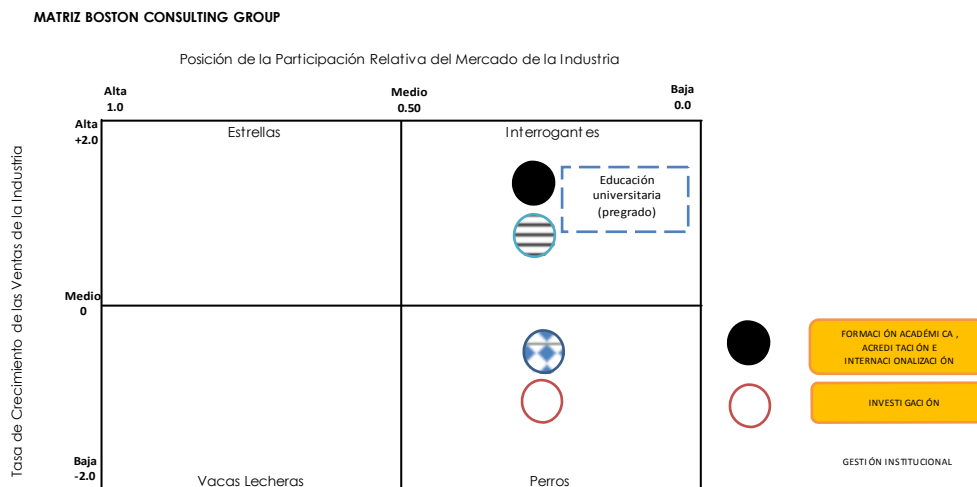 MATRIZ BOSTON CONSULTING GROUP
Posición de la Participación Relativa del Mercado de la Industria
Alta
1.0
Medio
0.50
Baja
0.0
Alta
+2.0
Estrellas
Interrogantes
Educación
universitaria
(pregrado)
Tasa de Crecimiento de las Ventas de la Industria
Medio
0
FORMACIÓN ACADÉMICA,
ACREDITACIÓN E
INTERNACIONALIZACIÓN
INVESTIGACIÓN
Baja
-2.0
GESTIÓN INSTITUCIONAL
Vacas Lecheras
Perros